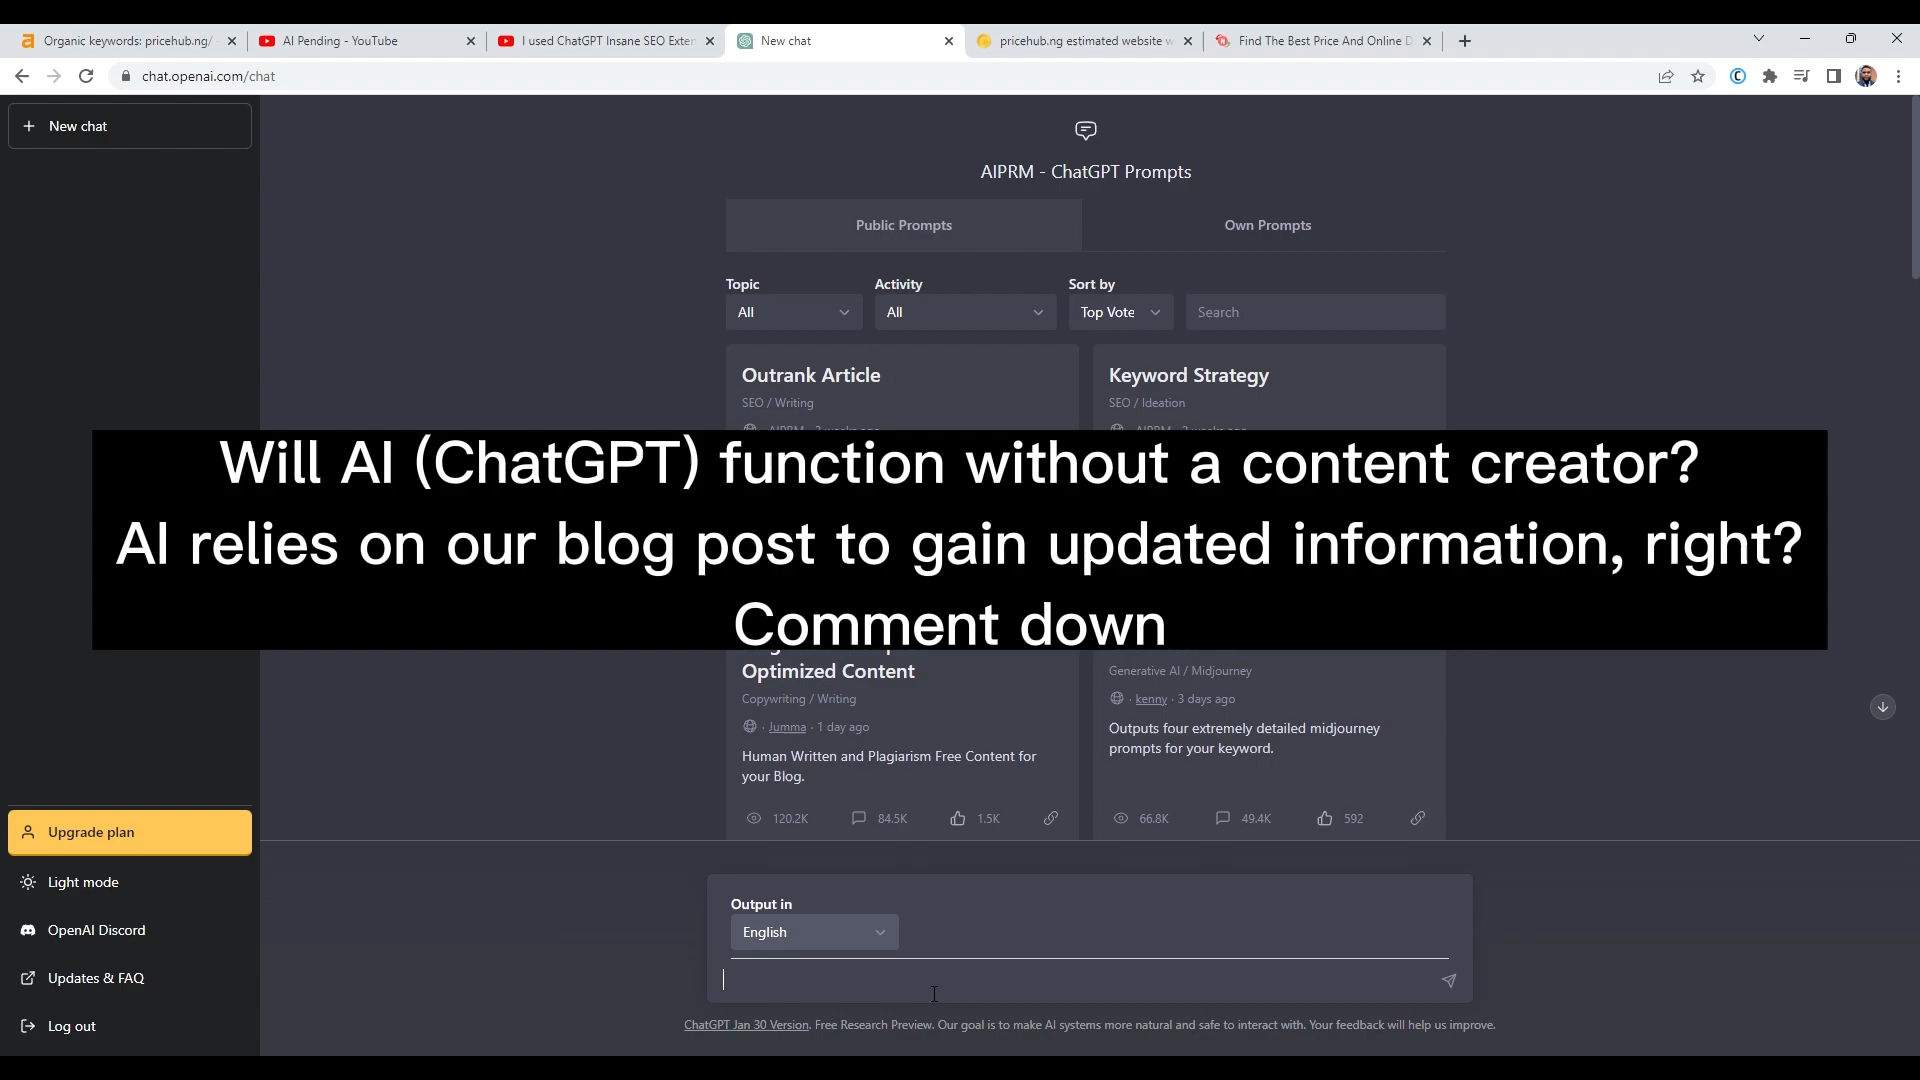 Organic keywords: pricehub.ng/
AI Pending - YouTube
I used ChatGPT Insane SEO Exten
New chat
pricehub.ng estimated website w
Find The Best Price And Online D
chat.openai.com/chat
New chat
AIPRM - ChatGPT Prompts
Public Prompts
Own Prompts
Topic
Activity
Sort by
All
All
Top Vote
Search
Outrank Article
Keyword Strategy
SEO / Writing
SEO / Ideation
Will AI (ChatGPT) function without a content creator?
AI relies on our blog post to gain updated information, right?
Comment down
Optimized Content
Generative AI / Midjourney
Copywriting / Writing
· kenny · 3 days ago
· Jumma · 1 day ago
Outputs four extremely detailed midjourney
prompts for your keyword.
Human Written and Plagiarism Free Content for
your Blog.
120.2K
84.5K
1.5K
66.8K
49.4K
592
Upgrade plan
Light mode
OpenAI Discord
Updates & FAQ
Log out
Output in
English
ChatGPT Jan 30 Version. Free Research Preview. Our goal is to make AI systems more natural and safe to interact with. Your feedback will help us improve.